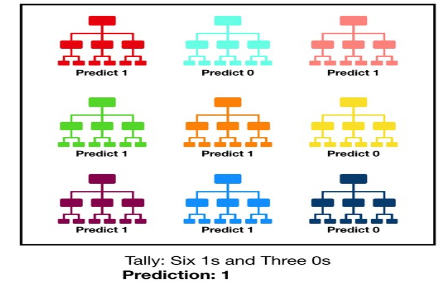 Predict 1 Predict 0 Predict 1
Predict 1 Predict 1 Predict 0
Predict 1 Predict 1 Predict 0
Tally: Six 1s and Three 0s
Prediction: 1